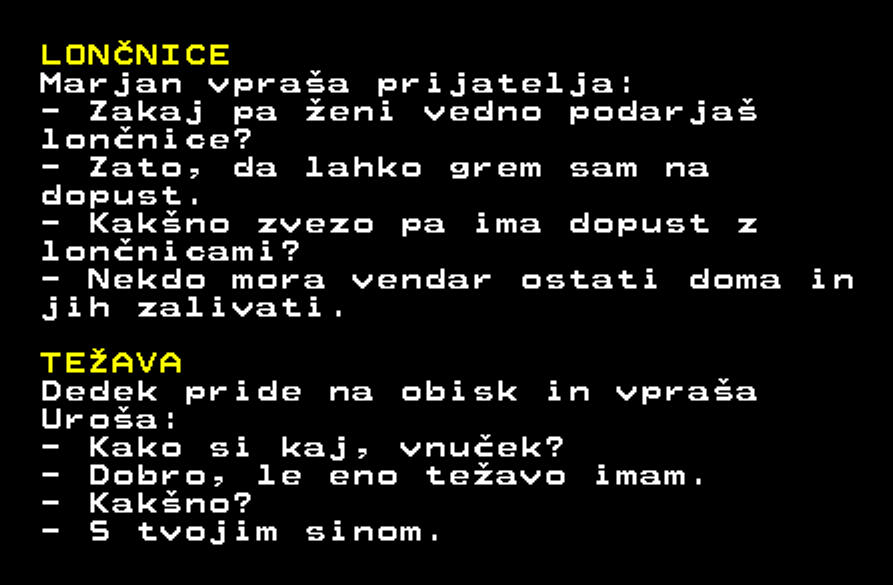 LONČNICE
Marjan vpraša prijatelja:
- Zakaj pa ženi vedno podarjaš
lončnice?
- Zato, da lahko grem sam na
dopust.
- Kakšno zvezo pa ima dopust z
lončnicami?
- Nekdo mora vendar ostati doma in
jih zalivati.
TEŽAVA
Dedek pride na obisk in vpraša
Uroša:
- Kako si kaj, vnuček?
- Dobro, le eno težavo imam.
- Kakšno?
- S tvojim sinom.